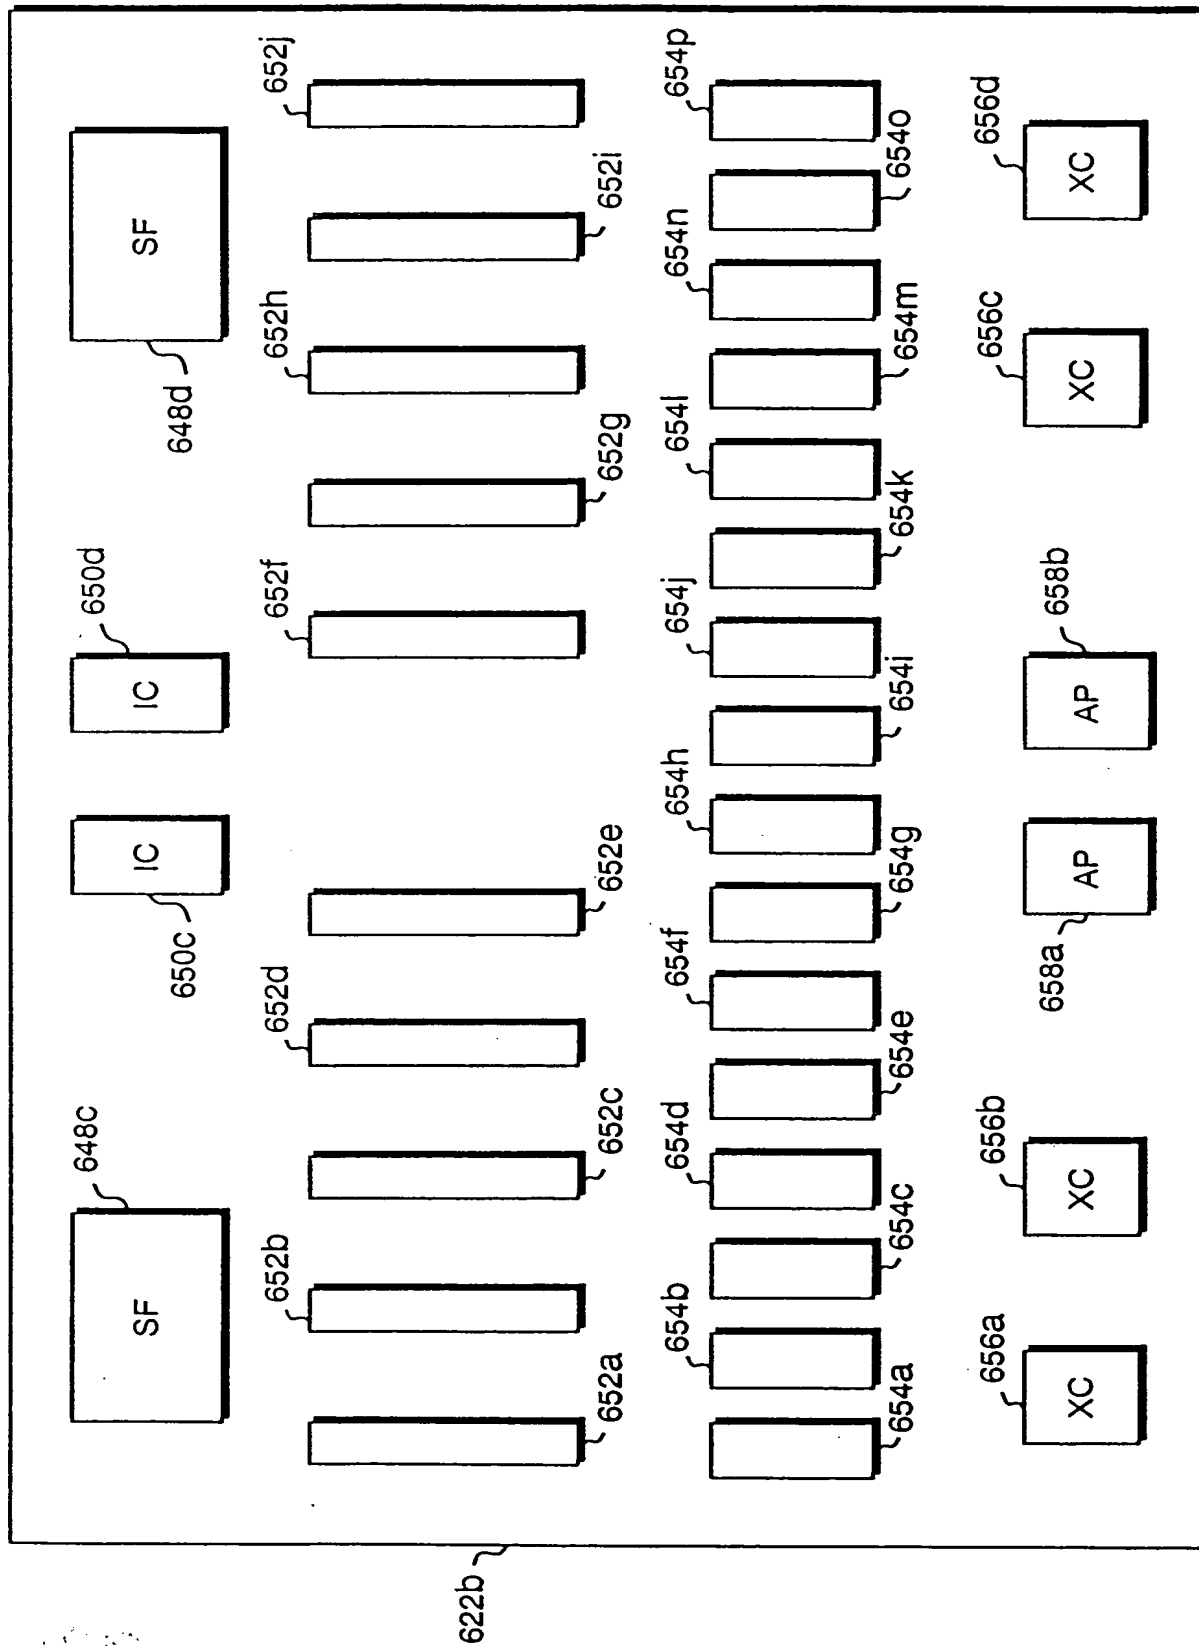 648c 650d
SF IC IC SF
650c 648d
652b 652d 652f 652h 652j
622b
652a 652c 652e 652g 652i
654b 654d 654f 654h 654j 654l 654n 654p
654a 654c 654e 654g 654i 654k 654m 654o
656a 656b 658b 656c 656d
658a
XC XC AP AP XC XC